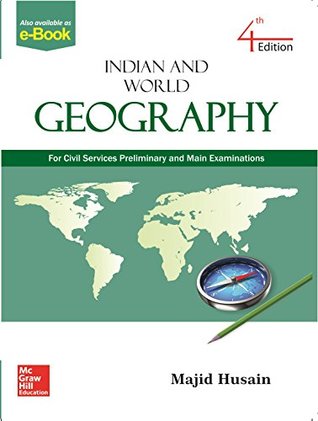 Also available as
e-Book
4th
Edition
INDIAN AND
WORLD
GEOGRAPHY
For Civil Services Preliminary and Main Examinations
Mc
Graw
Hill
Education
Majid Husain